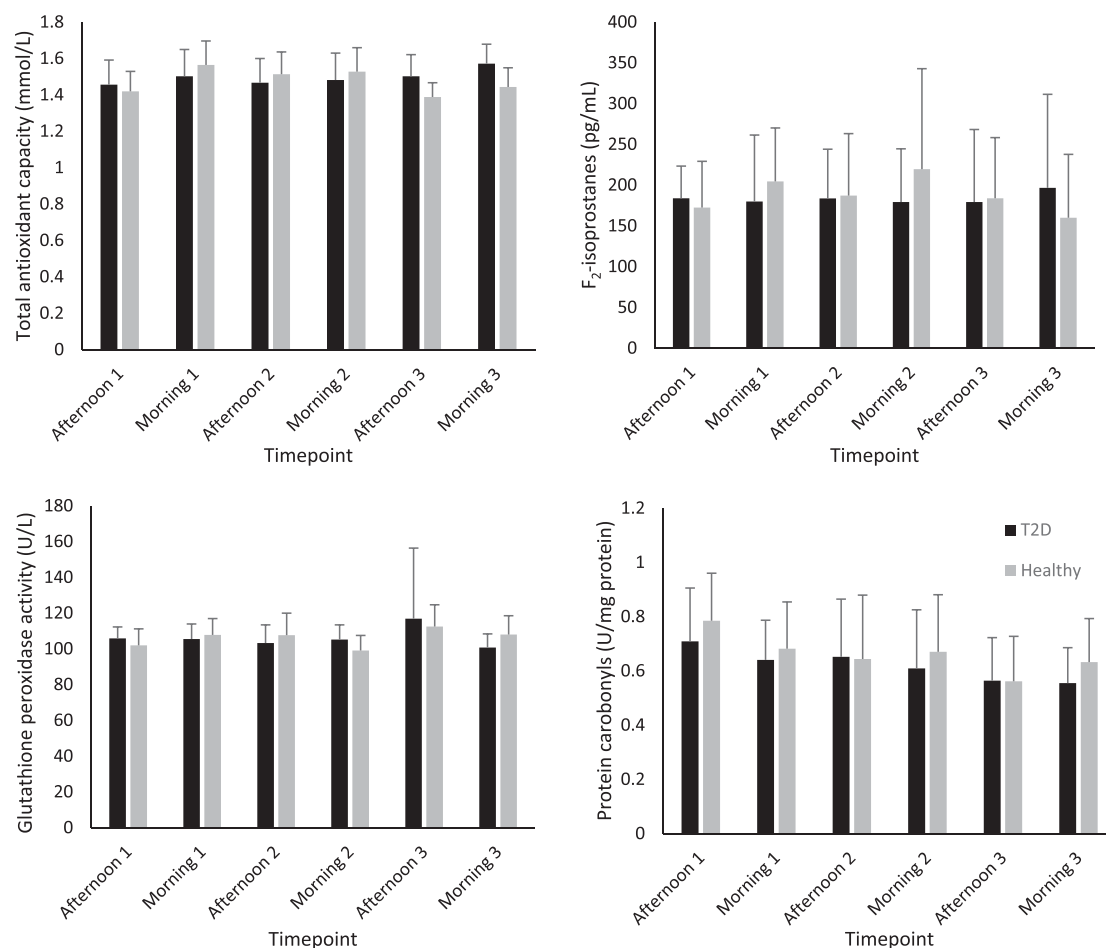 Total antioxidant capacity (mmol/L)
1.8
1.6
1.4
1.2
1
0.8
0.6
0.4
0.2
0
Afternoon 1
Morning 1
Afternoon 2
Morning 2
Afternoon 3
Morning 3
Timepoint
F2-isoprostanes (pg/mL)
400
350
300
250
200
150
100
50
0
Afternoon 1
Morning 1
Afternoon 2
Morning 2
Afternoon 3
Morning 3
Timepoint
Glutathione peroxidase activity (U/L)
180
160
140
120
100
80
60
40
20
0
Afternoon 1
Morning 1
Afternoon 2
Morning 2
Afternoon 3
Morning 3
Timepoint
Protein carobonyls (U/mg protein)
1.2
1
0.8
0.6
0.4
0.2
0
T2D
Healthy
Afternoon 1
Morning 1
Afternoon 2
Morning 2
Afternoon 3
Morning 3
Timepoint